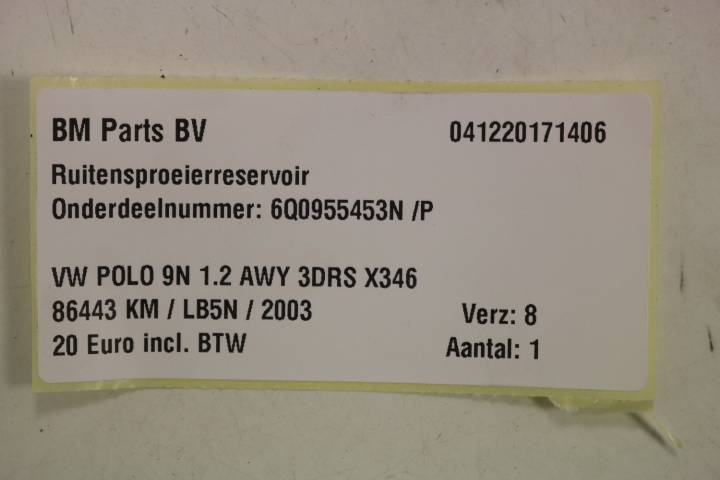 BM Parts BV 041220171406
Ruitensproeierreservoir
Onderdeelnummer: 6Q0955453N /P
VW POLO 9N 1.2 AWY 3DRS X346
86443 KM / LB5N / 2003 Verz: 8
20 Euro incl. BTW Aantal: 1